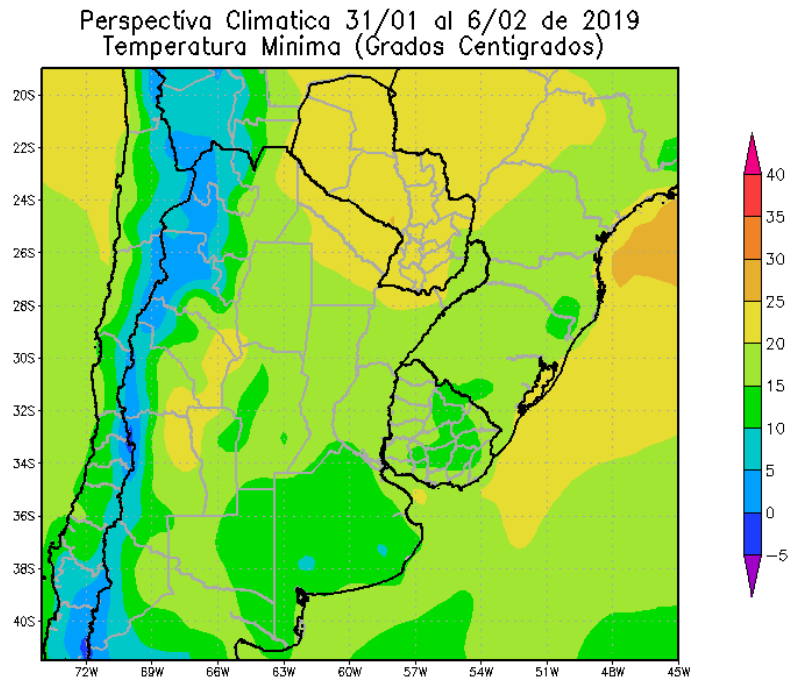 Perspectiva Climatica 31/01 al 6/02 de 2019
Temperatura Minima (Grados Centigrados)
20S
22S
24S
26S
28S
30S
32S
34S
36S
38S
40S
72W 69W 66W 63W 60W 57W 54W 51W 48W 45W
40
35
30
25
20
15
10
5
0
−5